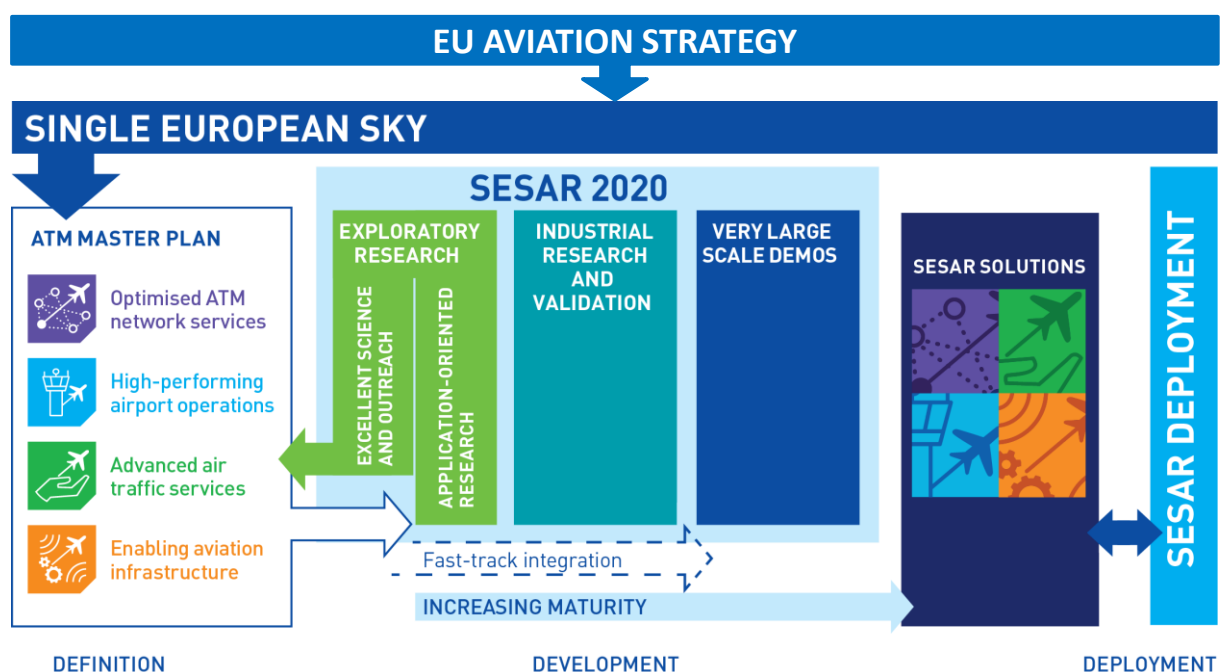 EU AVIATION STRATEGY
SINGLE EUROPEAN SKY
ATM MASTER PLAN
Optimised ATM
network services
High-performing
airport operations
Advanced air
traffic services
Enabling aviation
infrastructure
SESAR 2020
EXPLORATORY
RESEARCH
EXCELLENT SCIENCE
AND OUTREACH
APPLICATION-ORIENTED
RESEARCH
INDUSTRIAL
RESEARCH
AND
VALIDATION
VERY LARGE
SCALE DEMOS
Fast-track integration
INCREASING MATURITY
SESAR SOLUTIONS
SESAR DEPLOYMENT
DEFINITION
DEVELOPMENT
DEPLOYMENT